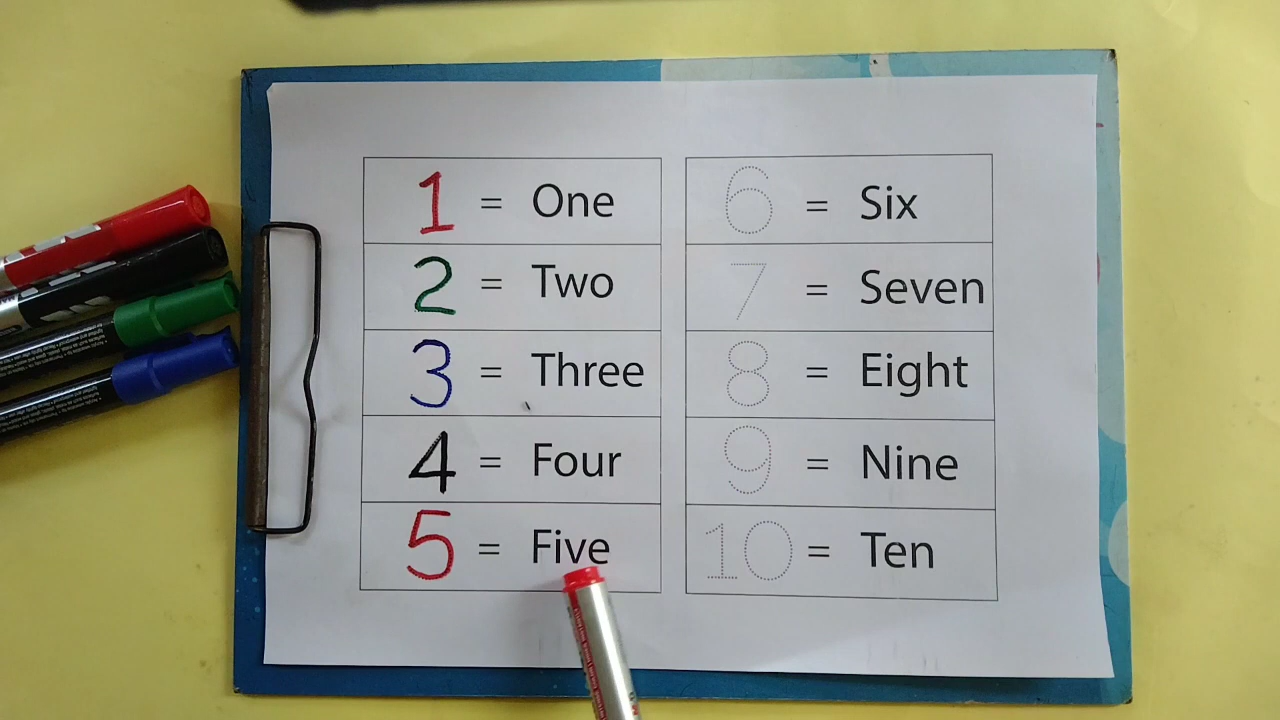 1 = One
2 = Two
3 = Three
4 = Four
5 = Five
6 = Six
7 = Seven
8 = Eight
9 = Nine
10 = Ten